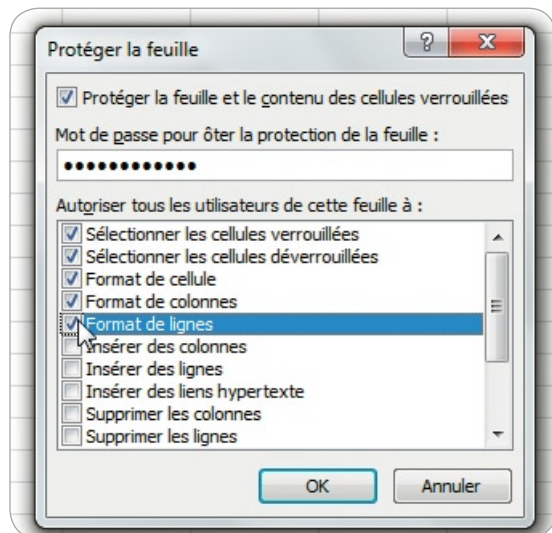 Protéger la feuille
Protéger la feuille et le contenu des cellules verrouillées
Mot de passe pour ôter la protection de la feuille :
••••••••••••
Autoriser tous les utilisateurs de cette feuille à :
Sélectionner les cellules verrouillées
Sélectionner les cellules déverrouillées
Format de cellule
Format de colonnes
Format de lignes
Insérer des colonnes
Insérer des lignes
Insérer des liens hypertexte
Supprimer les colonnes
Supprimer les lignes
OK Annuler